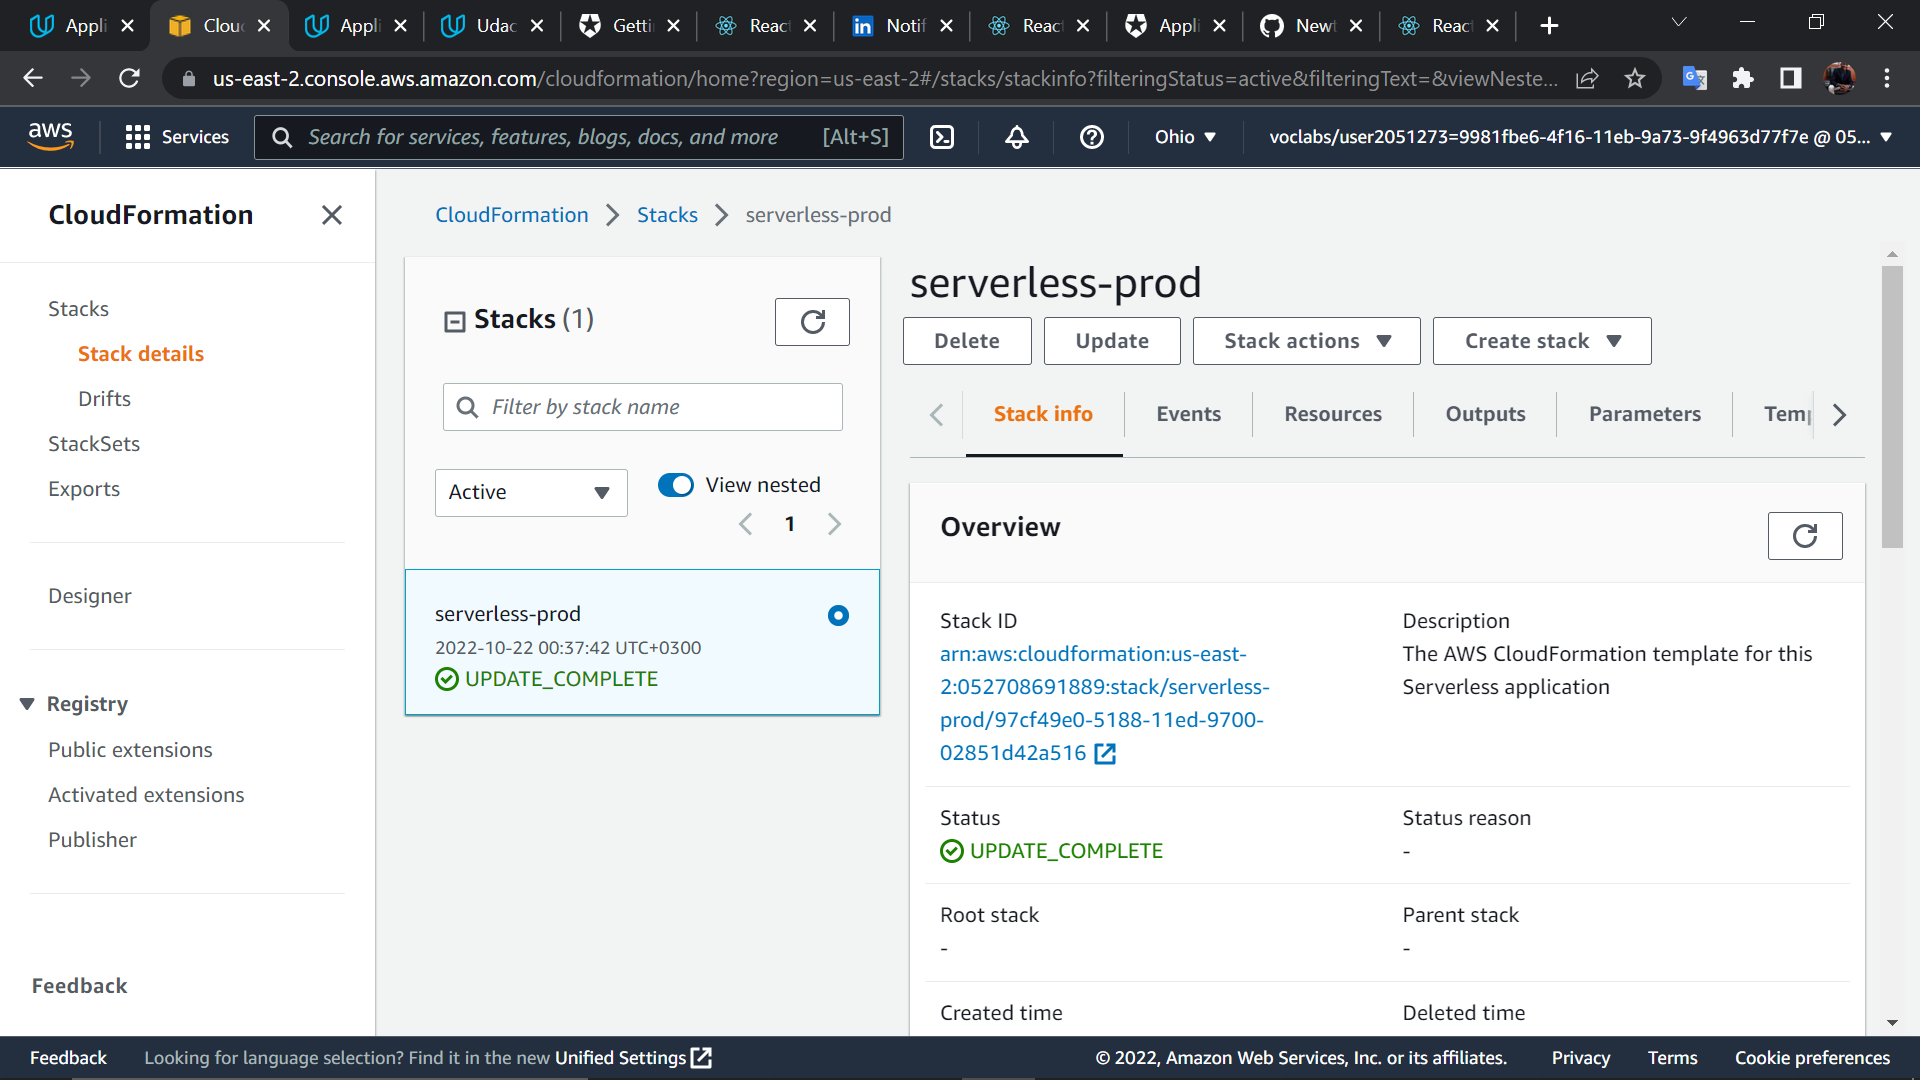 Appli
Clou
Appli
Udac
Getti
React
Notif
React
Appli
Newt
React
us-east-2.console.aws.amazon.com/cloudformation/home?region=us-east-2#/stacks/stackinfo?filteringStatus=active&filteringText=&viewNeste...
aws
Services
Search for services, features, blogs, docs, and more [Alt+S]
Ohio
voclabs/user2051273=9981fbe6-4f16-11eb-9a73-9f4963d77f7e @ 05...
CloudFormation
Stacks
Stack details
Drifts
StackSets
Exports
Designer
Registry
Public extensions
Activated extensions
Publisher
Feedback
CloudFormation > Stacks > serverless-prod
Stacks (1)
Filter by stack name
Active
View nested
1
serverless-prod
2022-10-22 00:37:42 UTC+0300
UPDATE_COMPLETE
serverless-prod
Delete
Update
Stack actions
Create stack
Stack info
Events
Resources
Outputs
Parameters
Temp
Overview
Stack ID
arn:aws:cloudformation:us-east-
2:052708691889:stack/serverless-
prod/97cf49e0-5188-11ed-9700-
02851d42a516
Description
The AWS CloudFormation template for this
Serverless application
Status
UPDATE_COMPLETE
Status reason
-
Root stack
-
Parent stack
-
Created time
Deleted time
Feedback
Looking for language selection? Find it in the new Unified Settings
© 2022, Amazon Web Services, Inc. or its affiliates.
Privacy
Terms
Cookie preferences